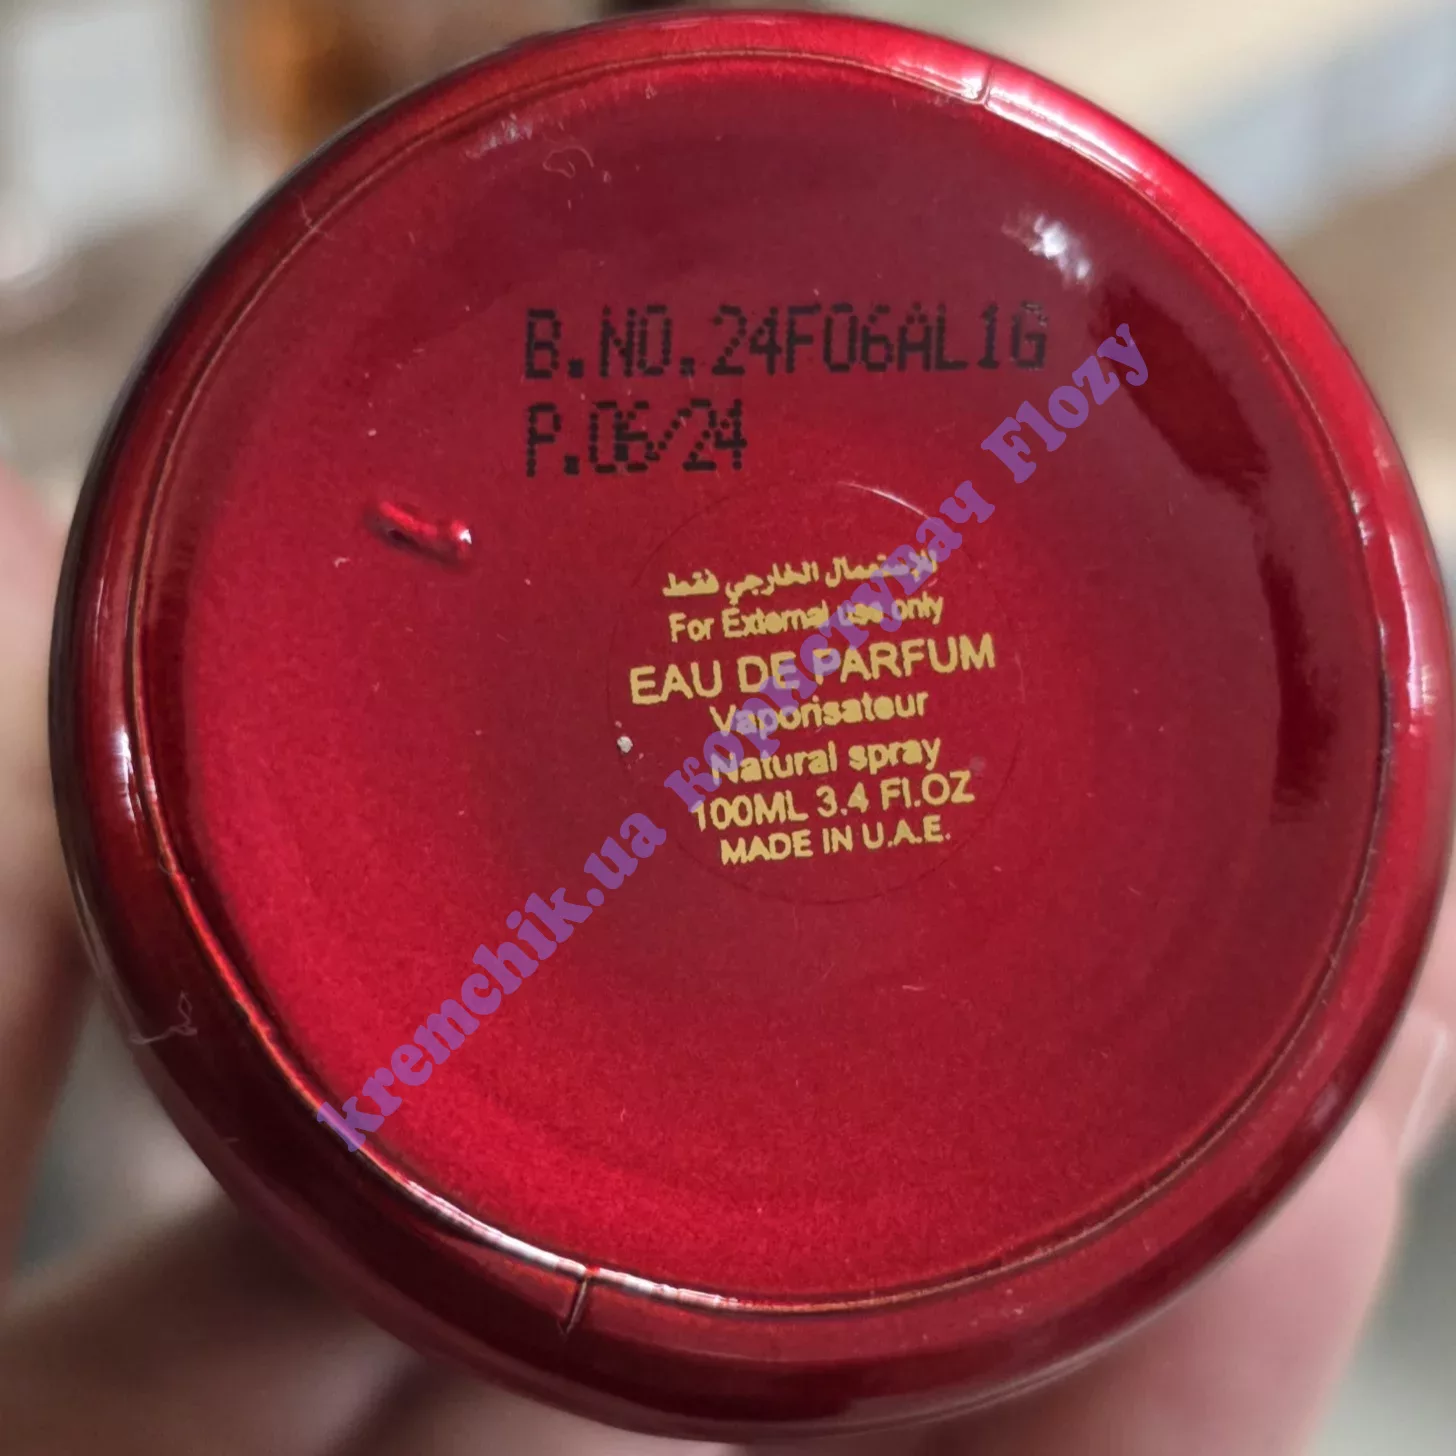 B.NO.24F06AL1G
P.06/24
للإستعمال الخارجي فقط
For External use only
EAU DE PARFUM
Vaporisateur
Natural spray
100ML 3.4 Fl.OZ
MADE IN U.A.E.
kremchik.ua користувач Flozy